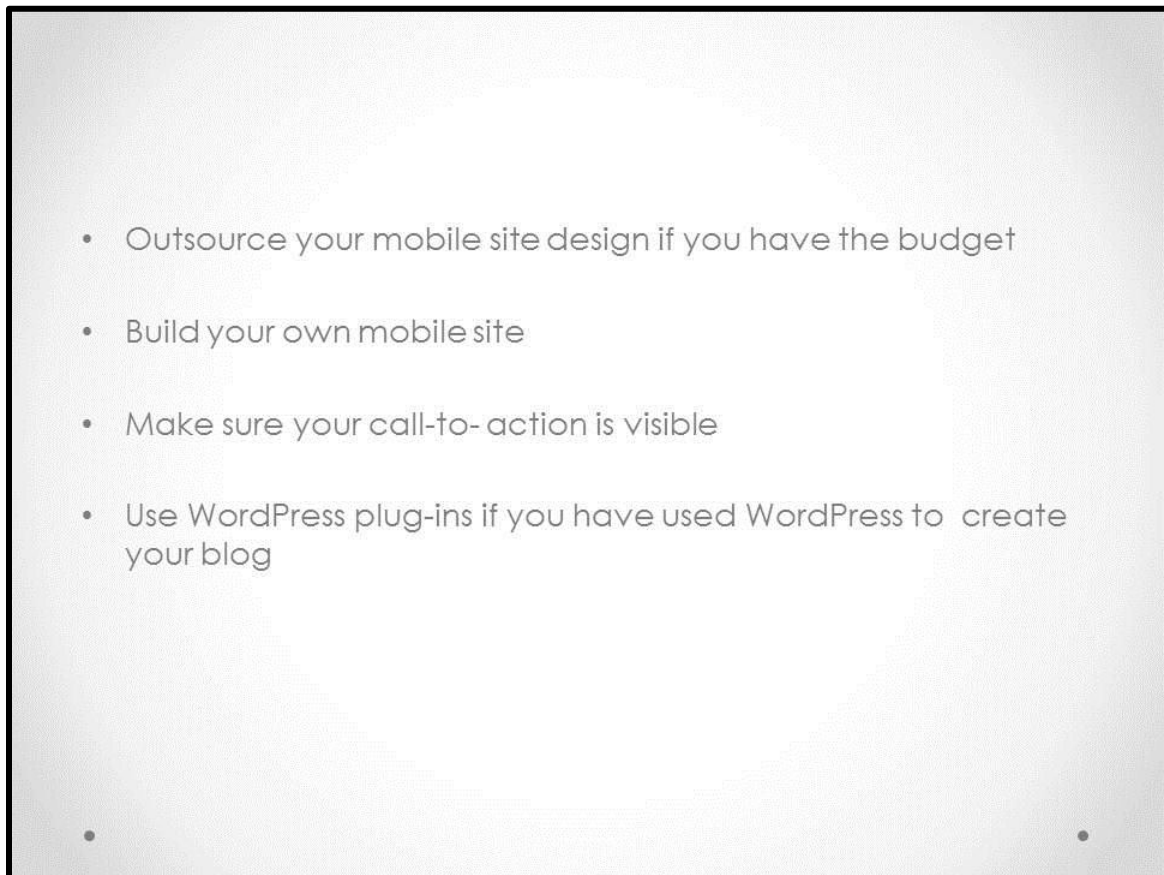 • Outsource your mobile site design if you have the budget
• Build your own mobile site
• Make sure your call-to- action is visible
• Use WordPress plug-ins if you have used WordPress to  create
your blog